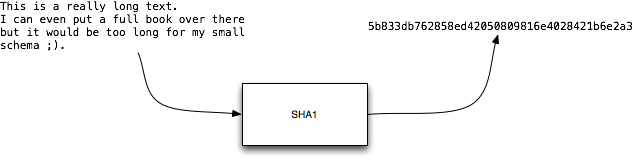 This is a really long text.
I can even put a full book over there
but it would be too long for my small
schema ;).
5b833db762858ed42050809816e4028421b6e2a3
SHA1